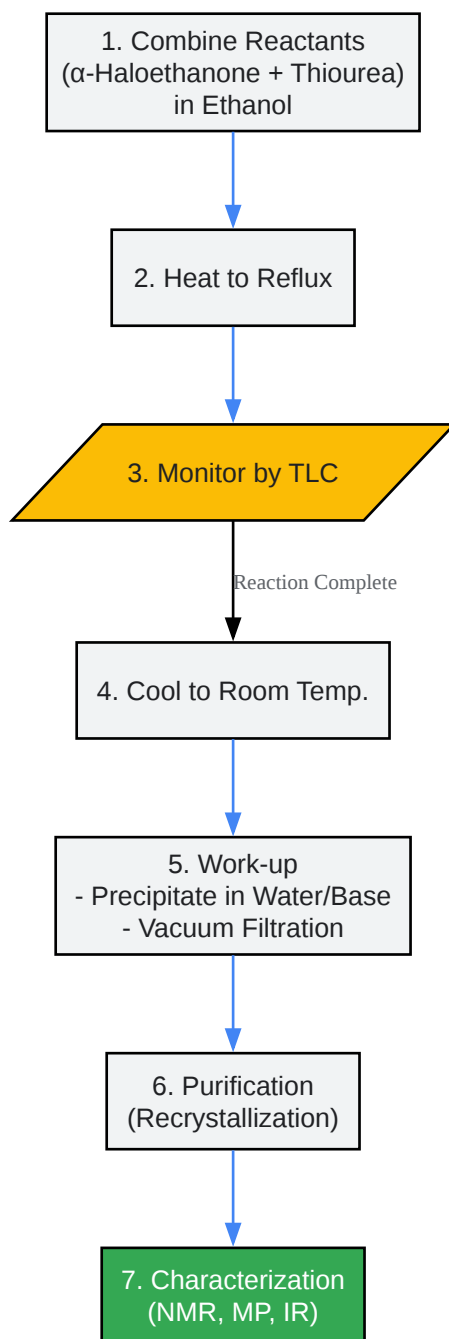 1. Combine Reactants
(α-Haloethanone + Thiourea)
in Ethanol
2. Heat to Reflux
3. Monitor by TLC
Reaction Complete
4. Cool to Room Temp.
5. Work-up
- Precipitate in Water/Base
- Vacuum Filtration
6. Purification
(Recrystallization)
7. Characterization
(NMR, MP, IR)